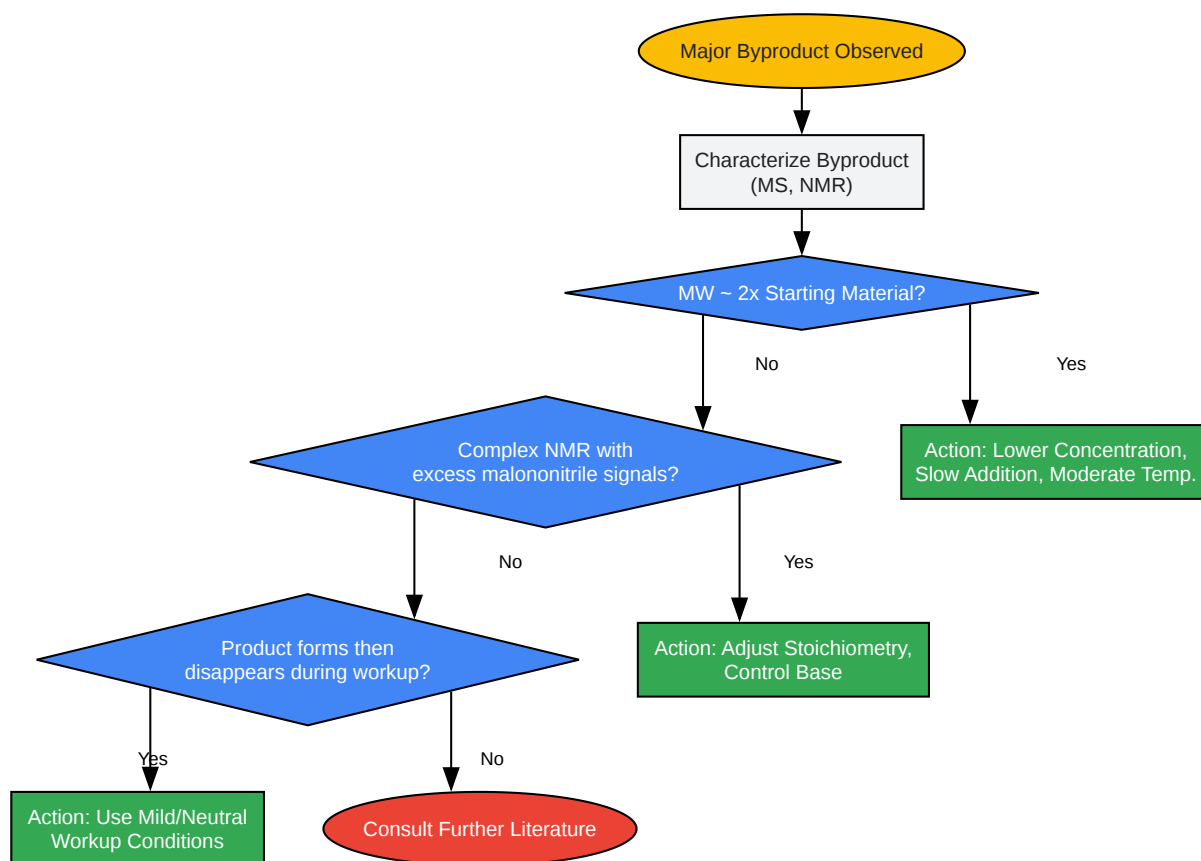 Major Byproduct Observed
Characterize Byproduct
(MS, NMR)
MW ~ 2x Starting Material?
No
Yes
Complex NMR with
excess malononitrile signals?
Action: Lower Concentration,
Slow Addition, Moderate Temp.
No
Yes
Product forms then
disappears during workup?
Action: Adjust Stoichiometry,
Control Base
Yes
No
Action: Use Mild/Neutral
Workup Conditions
Consult Further Literature